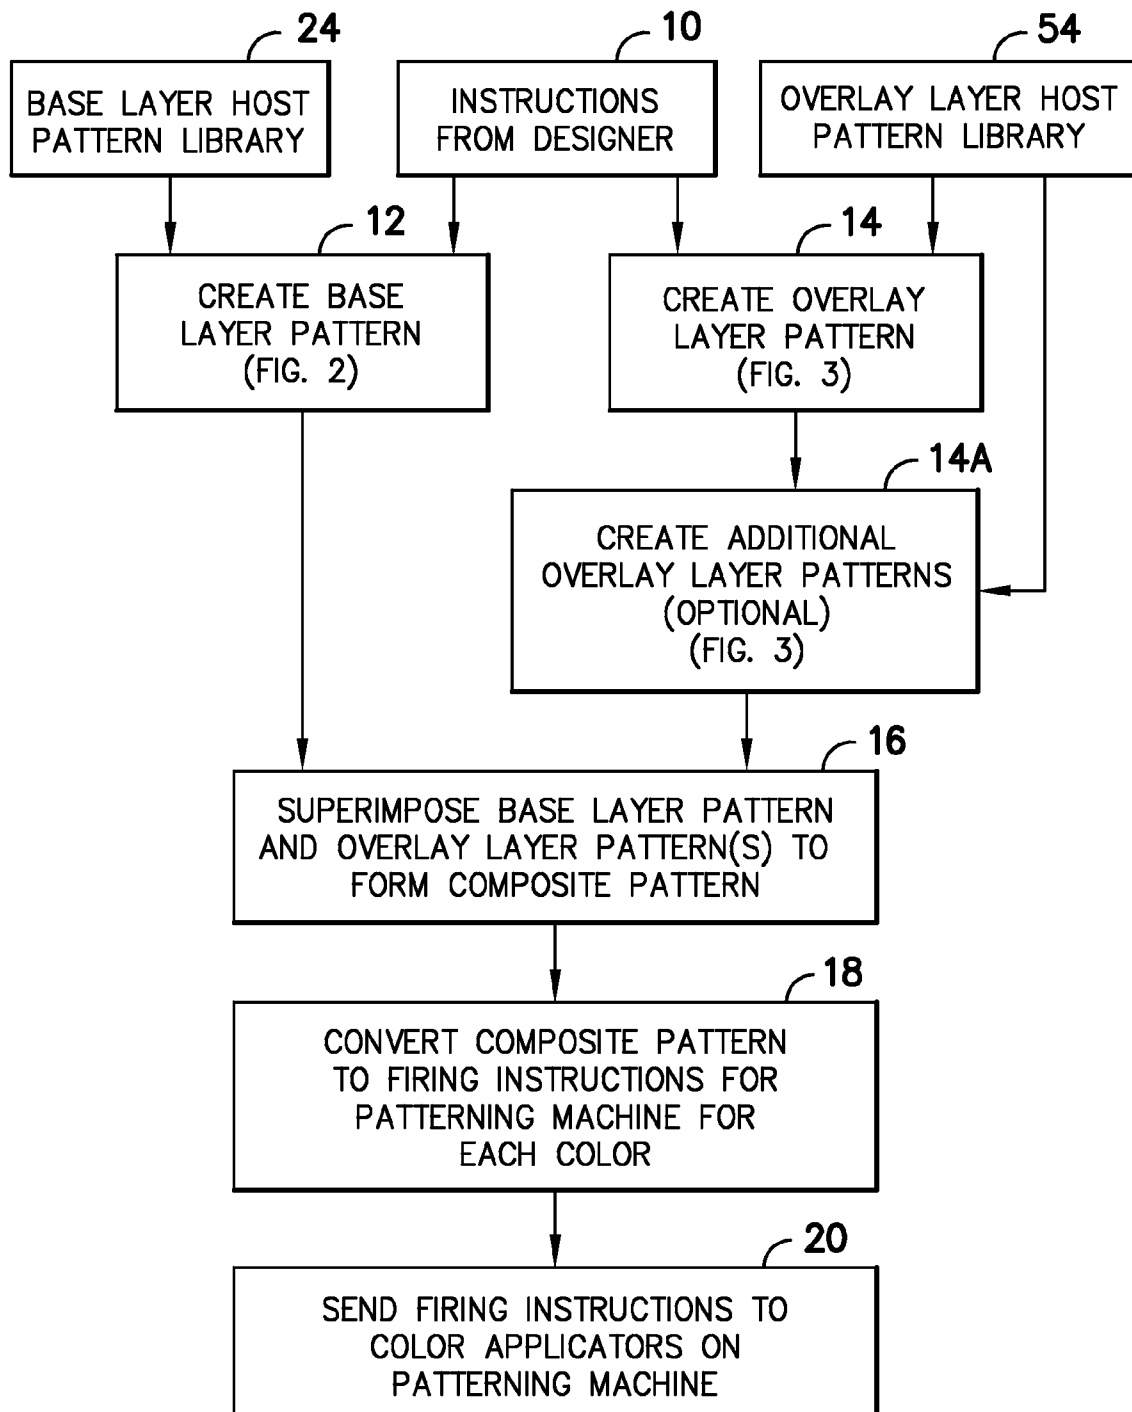 24
BASE LAYER HOST
PATTERN LIBRARY
10
INSTRUCTIONS
FROM DESIGNER
54
OVERLAY LAYER HOST
PATTERN LIBRARY
12
CREATE BASE
LAYER PATTERN
(FIG. 2)
14
CREATE OVERLAY
LAYER PATTERN
(FIG. 3)
14A
CREATE ADDITIONAL
OVERLAY LAYER PATTERNS
(OPTIONAL)
(FIG. 3)
16
SUPERIMPOSE BASE LAYER PATTERN
AND OVERLAY LAYER PATTERN(S) TO
FORM COMPOSITE PATTERN
18
CONVERT COMPOSITE PATTERN
TO FIRING INSTRUCTIONS FOR
PATTERNING MACHINE FOR
EACH COLOR
20
SEND FIRING INSTRUCTIONS TO
COLOR APPLICATORS ON
PATTERNING MACHINE